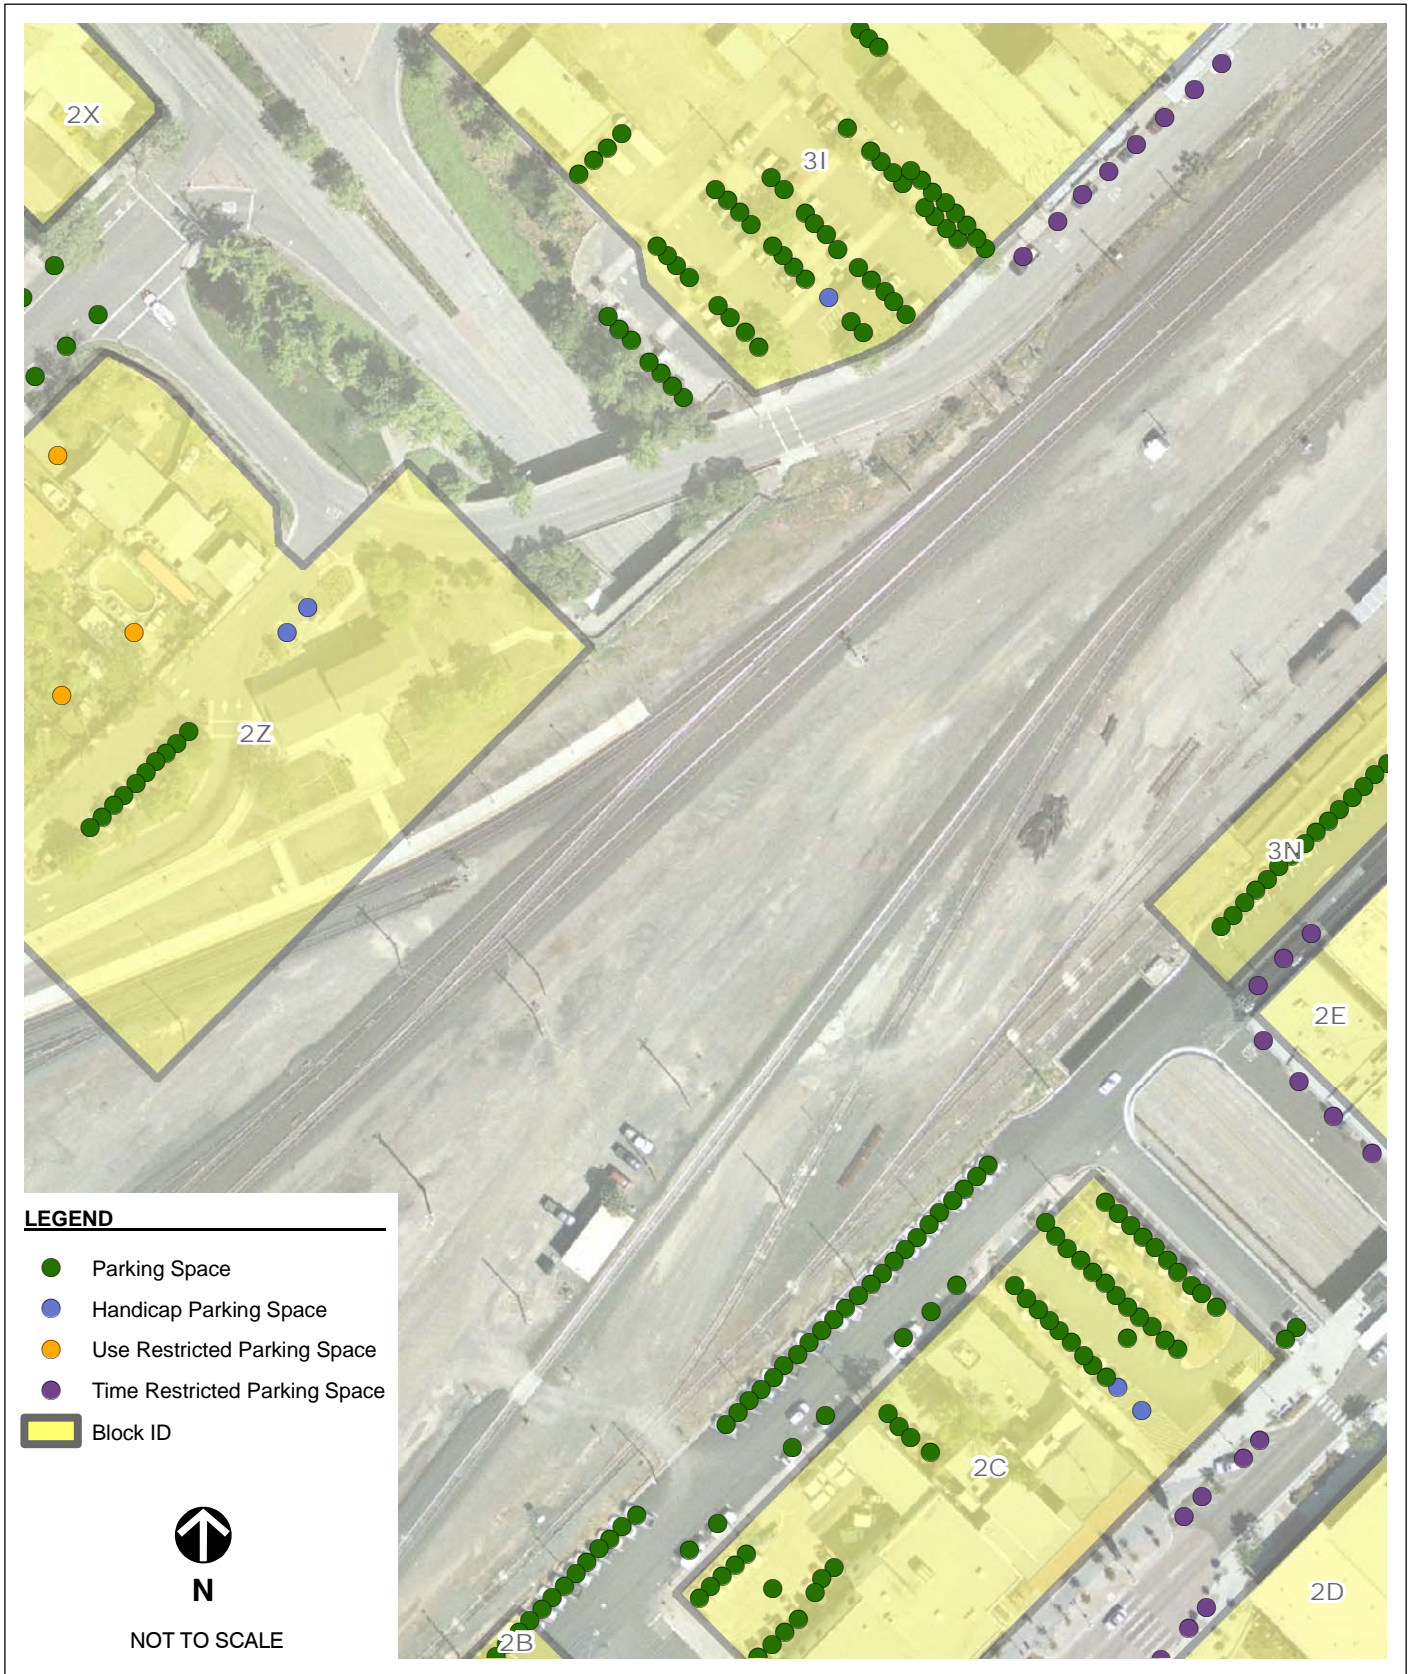 2X
3I
2Z
3N
2E
2C
2D
2B
LEGEND
Parking Space
Handicap Parking Space
Use Restricted Parking Space
Time Restricted Parking Space
Block ID
N
NOT TO SCALE